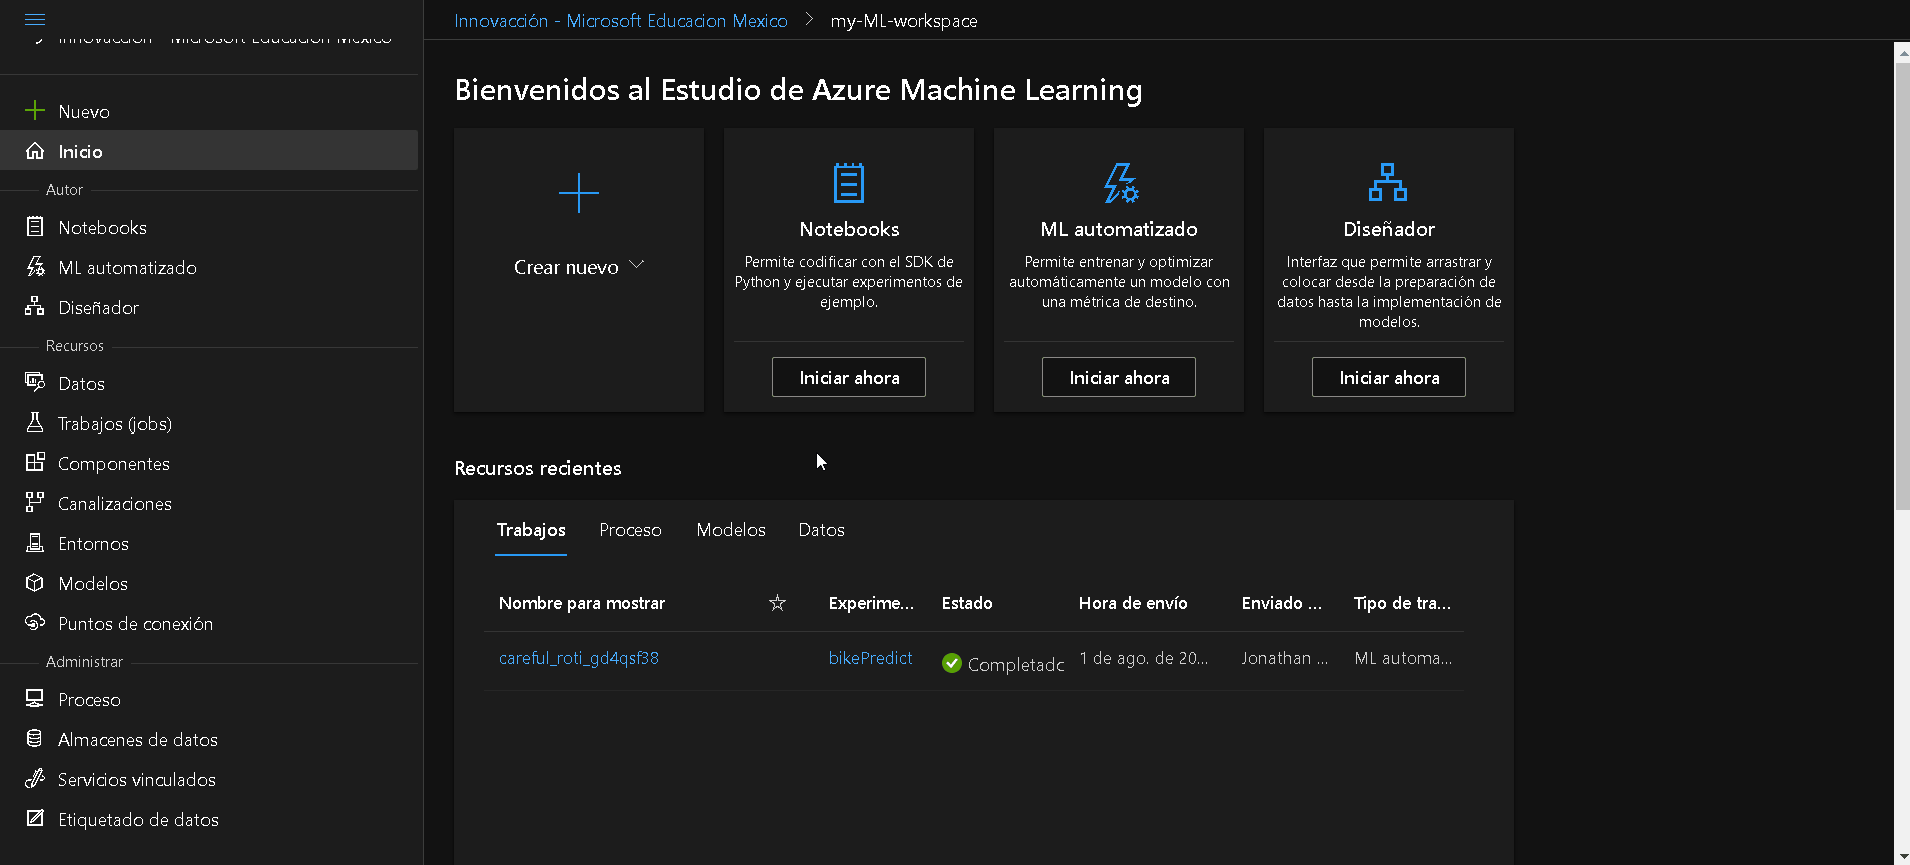 Innovacción - Microsoft Educacion Mexico
Nuevo
Inicio
Autor
Notebooks
ML automatizado
Diseñador
Recursos
Datos
Trabajos (jobs)
Componentes
Canalizaciones
Entornos
Modelos
Puntos de conexión
Administrar
Proceso
Almacenes de datos
Servicios vinculados
Etiquetado de datos
Innovacción - Microsoft Educacion Mexico > my-ML-workspace
Bienvenidos al Estudio de Azure Machine Learning
Crear nuevo
Notebooks
Permite codificar con el SDK de
Python y ejecutar experimentos de
ejemplo.
Iniciar ahora
ML automatizado
Permite entrenar y optimizar
automáticamente un modelo con
una métrica de destino.
Iniciar ahora
Diseñador
Interfaz que permite arrastrar y
colocar desde la preparación de
datos hasta la implementación de
modelos.
Iniciar ahora
Recursos recientes
Trabajos Proceso Modelos Datos
Nombre para mostrar Experime... Estado Hora de envío Enviado ... Tipo de tra...
careful_roti_gd4qsf38 bikePredict Completado 1 de ago. de 20... Jonathan ... ML automa...